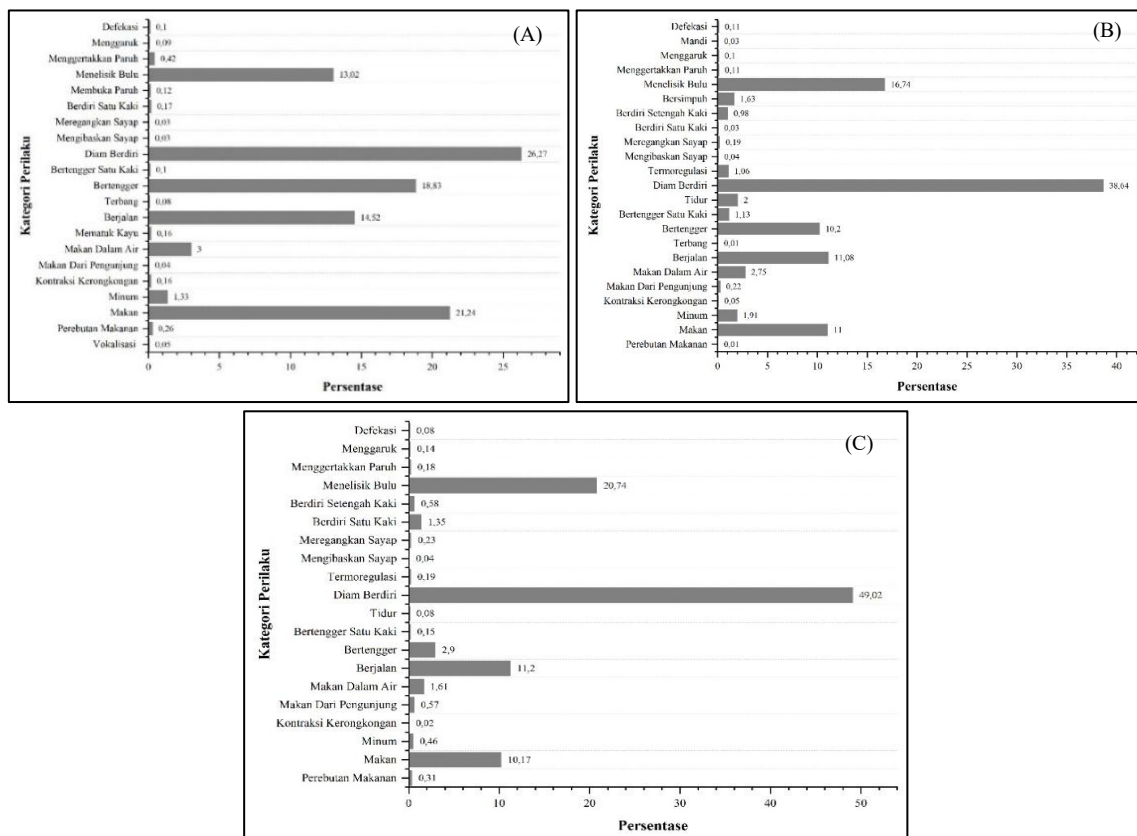 (A)
Kategori Perilaku
Defekasi 0,1
Menggaruk 0,09
Menggertakkan Paruh 0,42
Menelisik Bulu 13,02
Membuka Paruh 0,12
Berdiri Satu Kaki 0,17
Meregangkan Sayap 0,03
Mengibaskan Sayap 0,03
Diam Berdiri 26,27
Bertengger Satu Kaki 0,1
Bertengger 18,83
Terbang 0,08
Berjalan 14,52
Mematuk Kayu 0,16
Makan Dalam Air 3
Makan Dari Pengunjung 0,04
Kontraksi Kerongkongan 0,16
Minum 1,33
Makan 21,24
Perebutan Makanan 0,26
Vokalisasi 0,05
0 5 10 15 20 25
Persentase
(B)
Kategori Perilaku
Defekasi 0,11
Mandi 0,03
Menggaruk 0,1
Menggertakkan Paruh 0,11
Menelisik Bulu 16,74
Bersimpuh 1,63
Berdiri Setengah Kaki 0,98
Berdiri Satu Kaki 0,03
Meregangkan Sayap 0,19
Mengibaskan Sayap 0,04
Termoregulasi 1,06
Diam Berdiri 38,64
Tidur 2
Bertengger Satu Kaki 1,13
Bertengger 10,2
Terbang 0,01
Berjalan 11,08
Makan Dalam Air 2,75
Makan Dari Pengunjung 0,22
Kontraksi Kerongkongan 0,05
Minum 1,91
Makan 11
Perebutan Makanan 0,01
0 5 10 15 20 25 30 35 40
Persentase
(C)
Kategori Perilaku
Defekasi 0,08
Menggaruk 0,14
Menggertakkan Paruh 0,18
Menelisik Bulu 20,74
Berdiri Setengah Kaki 0,58
Berdiri Satu Kaki 1,35
Meregangkan Sayap 0,23
Mengibaskan Sayap 0,04
Termoregulasi 0,19
Diam Berdiri 49,02
Tidur 0,08
Bertengger Satu Kaki 0,15
Bertengger 2,9
Berjalan 11,2
Makan Dalam Air 1,61
Makan Dari Pengunjung 0,57
Kontraksi Kerongkongan 0,02
Minum 0,46
Makan 10,17
Perebutan Makanan 0,31
0 10 20 30 40 50
Persentase